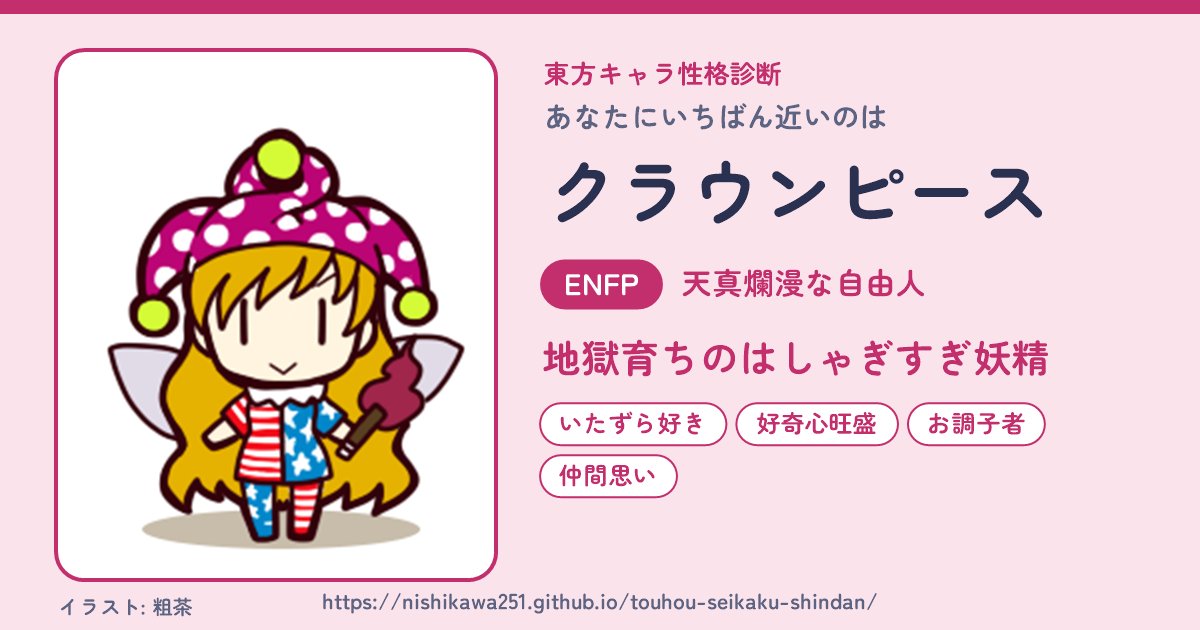 東方キャラ性格診断
あなたにいちばん近いのは
クラウンピース
ENFP 天真爛漫な自由人
地獄育ちのはしゃぎすぎ妖精
いたずら好き 好奇心旺盛 お調子者
仲間思い
イラスト: 粗茶 https://nishikawa251.github.io/touhou-seikaku-shindan/